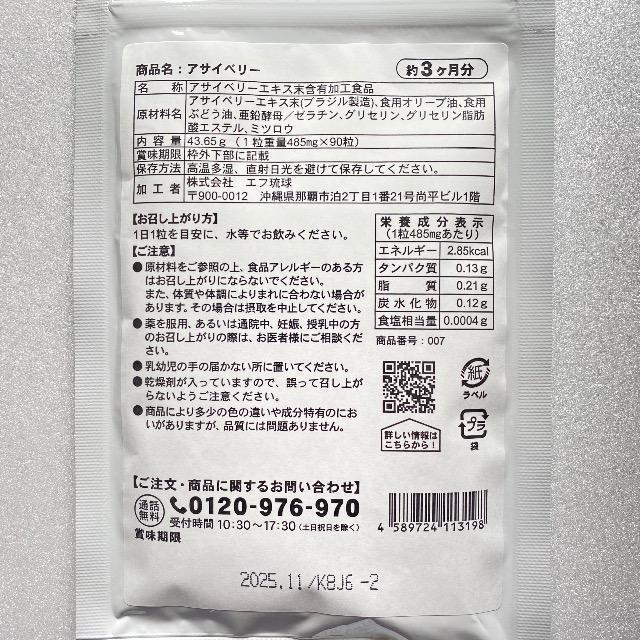 商品名：アサイベリー
約3ヶ月分
名 称 アサイベリーエキス末含有加工食品
原材料名 アサイベリーエキス末(ブラジル製造)、食用オリーブ油、食用
ぶどう油、亜鉛酵母／ゼラチン、グリセリン、グリセリン脂肪
酸エステル、ミツロウ
内容量 43.65g（1粒重量485mg×90粒）
賞味期限 枠外下部に記載
保存方法 高温多湿、直射日光を避けて保存してください。
加工者 株式会社 エフ琉球
〒900-0012 沖縄県那覇市泊2丁目1番21号尚平ビル1階
【お召し上がり方】
1日1粒を目安に、水等でお飲みください。
【ご注意】
●原材料をご参照の上、食品アレルギーのある方
はお召し上がりにならないでください。
また、体質や体調によりまれに合わない場合が
あります。その場合は摂取を中止してください。
●薬を服用、あるいは通院中、妊娠、授乳中の方
のお召し上がりの際は、お医者様にご相談くださ
い。
●乳幼児の手の届かない所に置いてください。
●乾燥剤が入っていますので、誤って召し上が
らないようご注意ください。
●商品により多少の色の違いや成分特有のにお
いがありますが、品質には問題ありません。
栄養成分表示
(1粒485mgあたり)
エネルギー 2.85kcal
タンパク質 0.13g
脂質 0.21g
炭水化物 0.12g
食塩相当量 0.0004g
商品番号：007
紙
ラベル
プラ
袋
詳しい情報は
こちらから！
【ご注文・商品に関するお問い合わせ】
通話
無料
0120-976-970
受付時間 10:30～17:30（土日祝日を除く）
賞味期限
4 589724 113198
2025.11/K8J6 -2